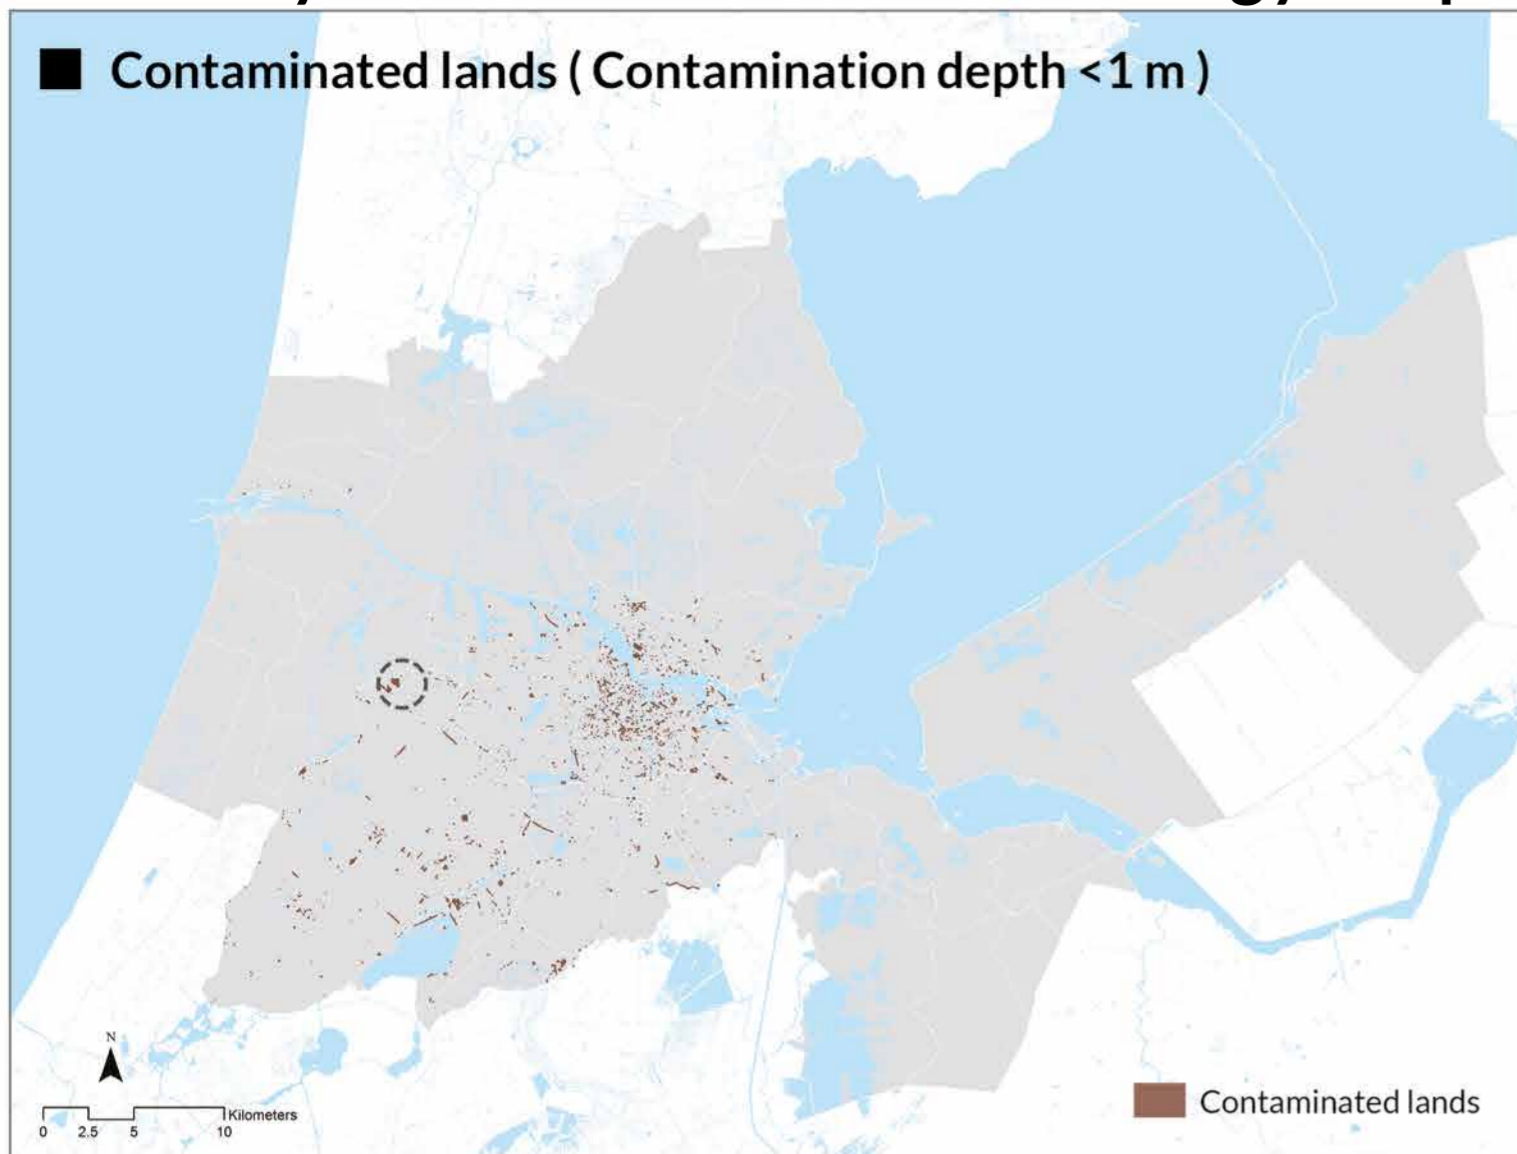 Contaminated lands ( Contamination depth <1 m )
N
Kilometers
0 2.5 5 10
Contaminated lands